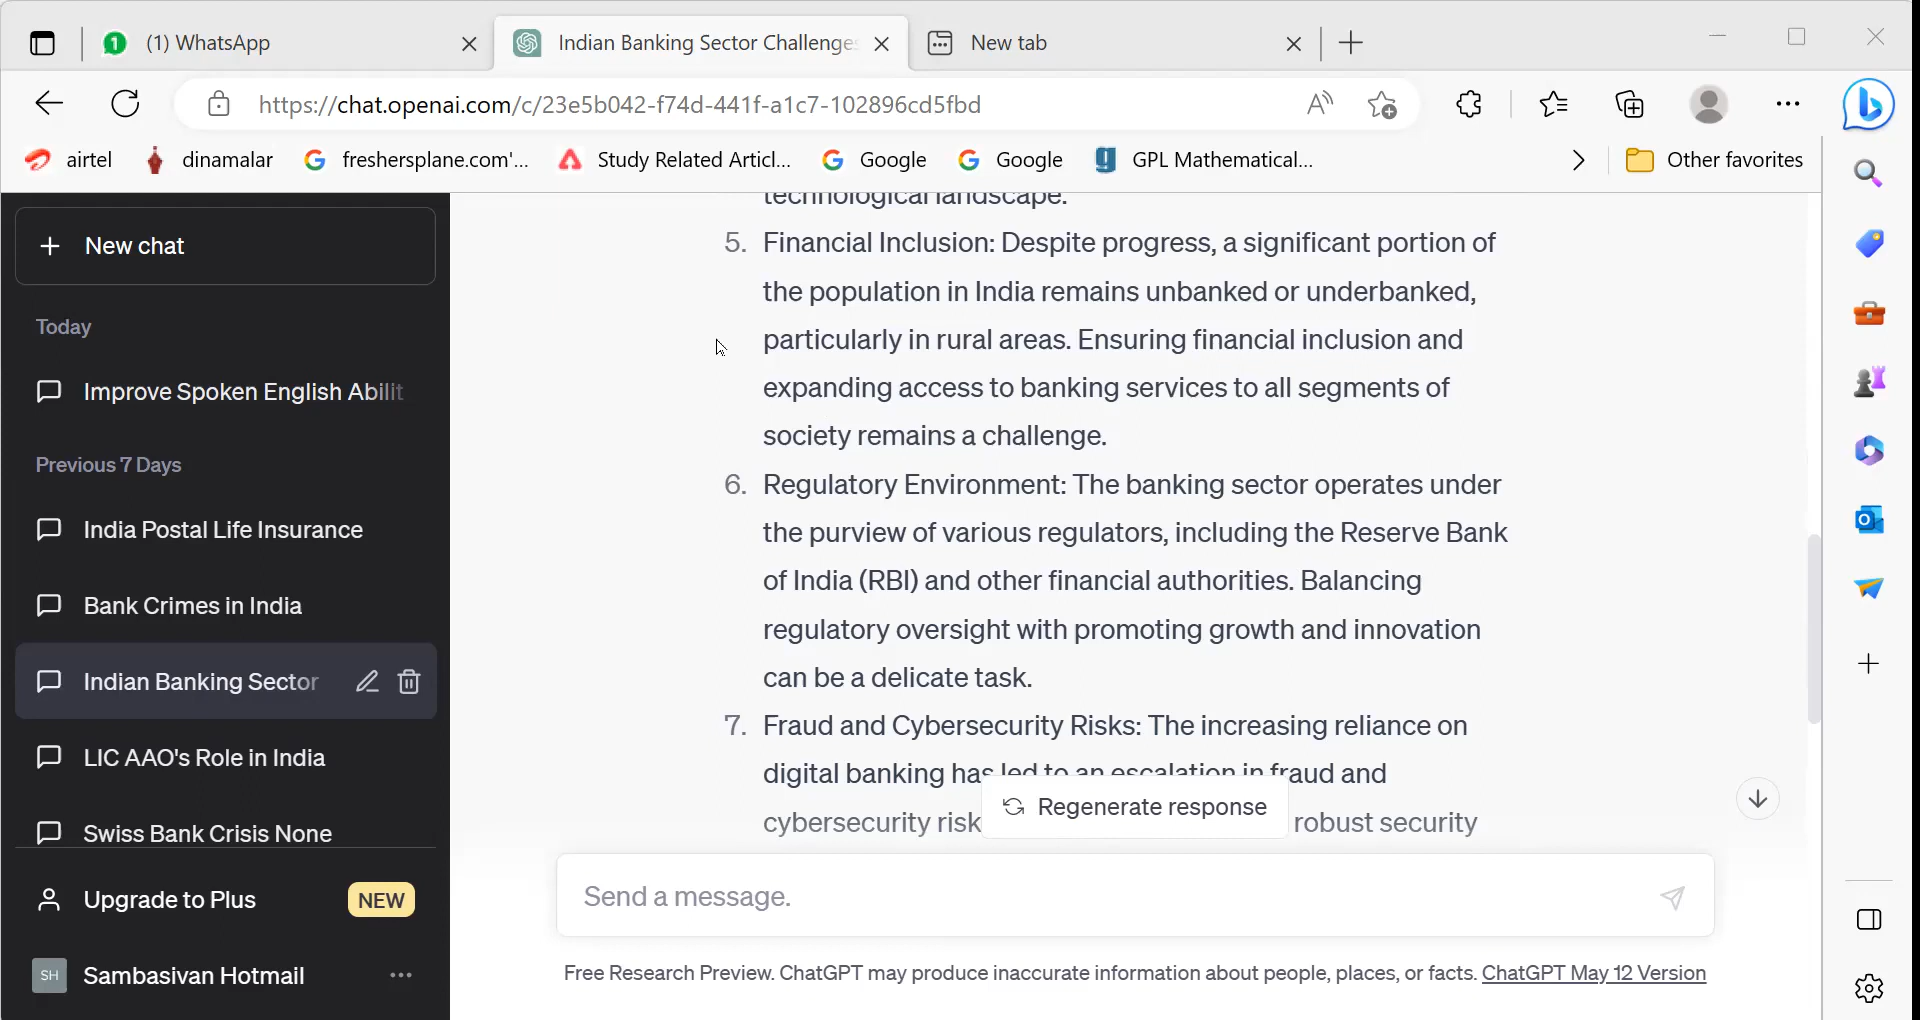 1 (1) WhatsApp
Indian Banking Sector Challenges
New tab
https://chat.openai.com/c/23e5b042-f74d-441f-a1c7-102896cd5fbd
airtel
dinamalar
freshersplane.com'...
Study Related Articl...
Google
Google
GPL Mathematical...
Other favorites
New chat
Today
Improve Spoken English Abilit
Previous 7 Days
India Postal Life Insurance
Bank Crimes in India
Indian Banking Sector
LIC AAO's Role in India
Swiss Bank Crisis None
Upgrade to Plus NEW
SH Sambasivan Hotmail
technological landscape.
5. Financial Inclusion: Despite progress, a significant portion of
the population in India remains unbanked or underbanked,
particularly in rural areas. Ensuring financial inclusion and
expanding access to banking services to all segments of
society remains a challenge.
6. Regulatory Environment: The banking sector operates under
the purview of various regulators, including the Reserve Bank
of India (RBI) and other financial authorities. Balancing
regulatory oversight with promoting growth and innovation
can be a delicate task.
7. Fraud and Cybersecurity Risks: The increasing reliance on
digital banking has led to an escalation in fraud and
cybersecurity risk robust security
Regenerate response
Send a message.
Free Research Preview. ChatGPT may produce inaccurate information about people, places, or facts. ChatGPT May 12 Version